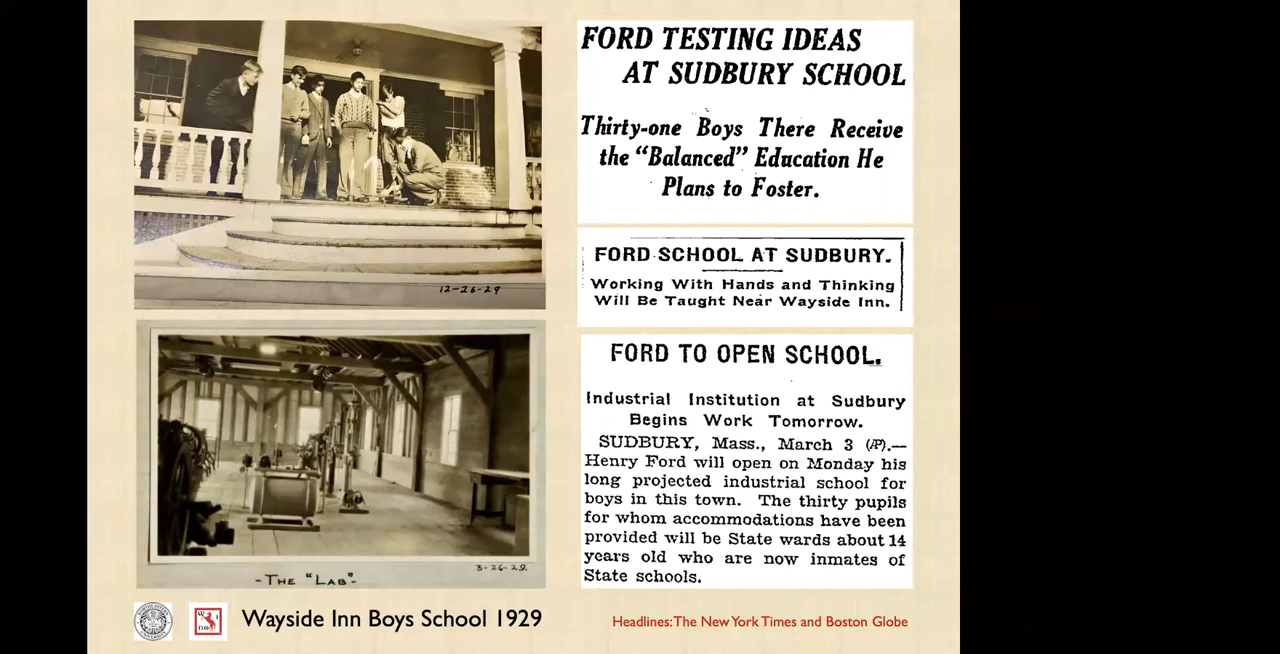 12-26-29
3-26-29
-THE "LAB"-
FORD TESTING IDEAS
AT SUDBURY SCHOOL
Thirty-one Boys There Receive
the "Balanced" Education He
Plans to Foster.
FORD SCHOOL AT SUDBURY.
Working With Hands and Thinking
Will Be Taught Near Wayside Inn.
FORD TO OPEN SCHOOL.
Industrial Institution at Sudbury
Begins Work Tomorrow.
SUDBURY, Mass., March 3 (AP).—
Henry Ford will open on Monday his
long projected industrial school for
boys in this town. The thirty pupils
for whom accommodations have been
provided will be State wards about 14
years old who are now inmates of
State schools.
NORTHEASTERN
UNIVERSITY
Wayside Inn Boys School 1929
Headlines: The New York Times and Boston Globe